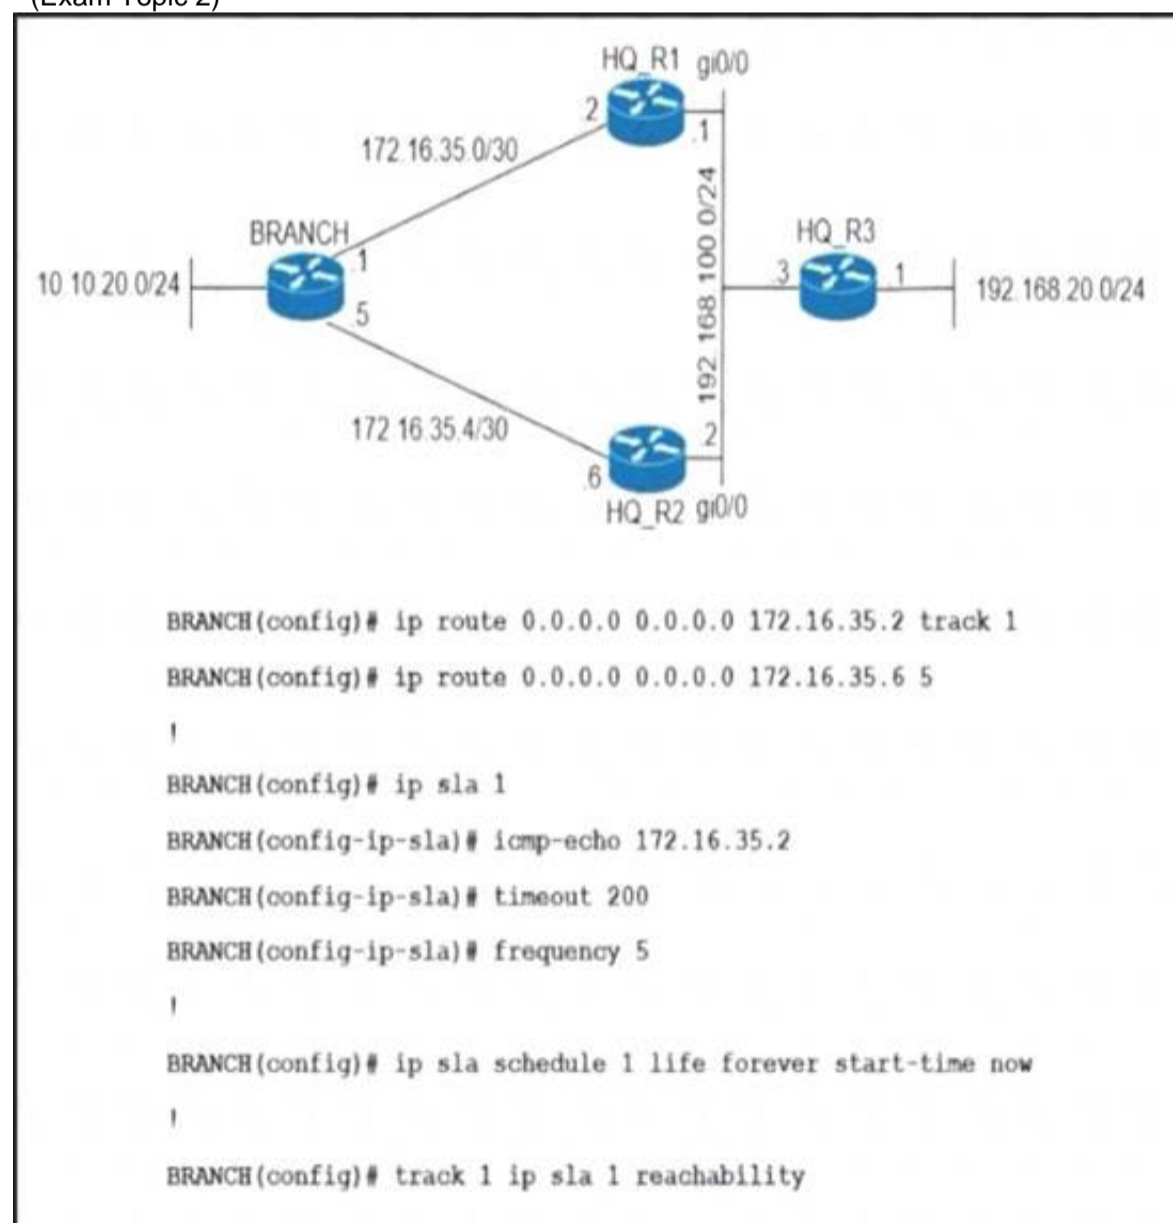 (Exam Topic 2)
HQ_R1 gi0/0
2
.1
172.16.35.0/30
BRANCH
.1
10 10 20 0/24
.5
192 168 100 0/24
HQ_R3
.3
.1
192.168 20 0/24
172 16 35.4/30
2
.6
HQ_R2 gi0/0
BRANCH(config)# ip route 0.0.0.0 0.0.0.0 172.16.35.2 track 1
BRANCH(config)# ip route 0.0.0.0 0.0.0.0 172.16.35.6 5
!
BRANCH(config)# ip sla 1
BRANCH(config-ip-sla)# icmp-echo 172.16.35.2
BRANCH(config-ip-sla)# timeout 200
BRANCH(config-ip-sla)# frequency 5
!
BRANCH(config)# ip sla schedule 1 life forever start-time now
!
BRANCH(config)# track 1 ip sla 1 reachability